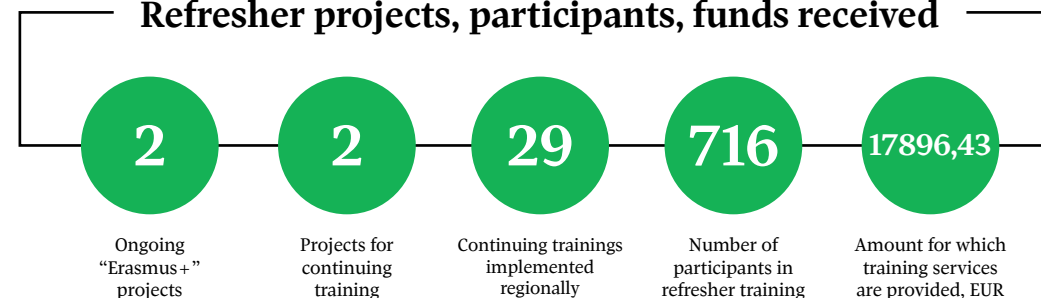 Refresher projects, participants, funds received
2
2
29
716
17896,43
Ongoing
“Erasmus+”
projects
Projects for
continuing
training
Continuing trainings
implemented
regionally
Number of
participants in
refresher training
Amount for which
training services
are provided, EUR